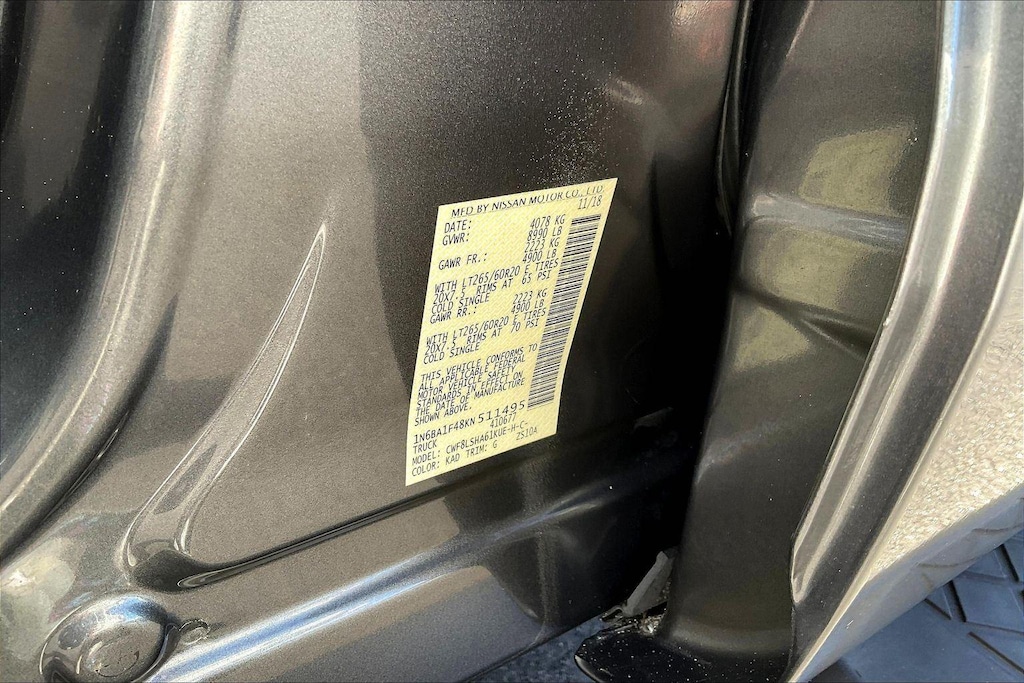 MFD BY NISSAN MOTOR CO., LTD.
DATE: 11/18
GVWR: 4078 KG
8990 LB
GAWR FR.: 2223 KG
4900 LB
WITH LT265/60R20 E TIRES
20X7.5 RIMS AT 65 PSI
COLD SINGLE
GAWR RR.: 2223 KG
4900 LB
WITH LT265/60R20 E TIRES
20X7.5 RIMS AT 70 PSI
COLD SINGLE
THIS VEHICLE CONFORMS TO
ALL APPLICABLE FEDERAL
MOTOR VEHICLE SAFETY
STANDARDS IN EFFECT ON
THE DATE OF MANUFACTURE
SHOWN ABOVE.
1N6BA1F48KN 511495
TRUCK 410677
MODEL: CWF8LSHA61KUE-H-C-
COLOR: KAD TRIM: G ZS10A